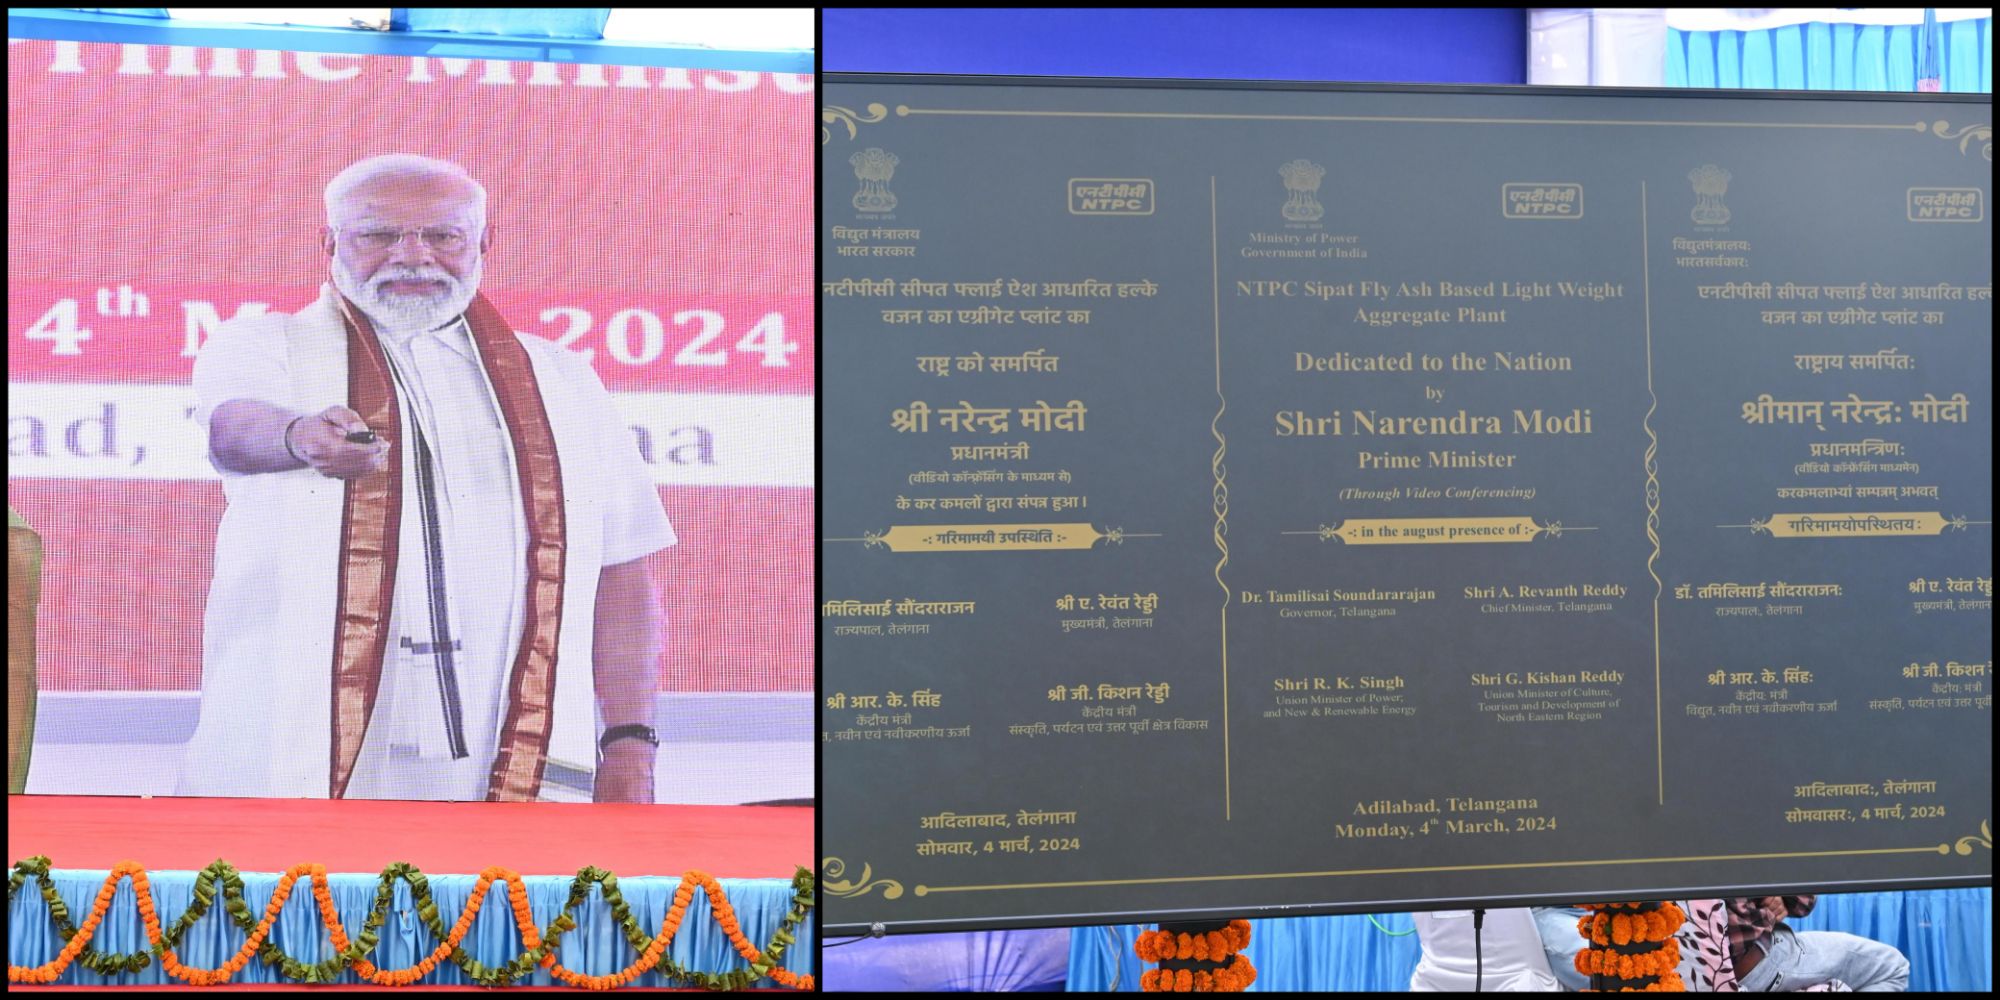 Prime Minist
4th M 2024
ad, na
विद्युत मंत्रालय
भारत सरकार
एनटीपीसी
NTPC
नटीपीसी सीपत फ्लाई ऐश आधारित हल्के
वजन का एग्रीगेट प्लांट का
राष्ट्र को समर्पित
श्री नरेन्द्र मोदी
प्रधानमंत्री
(वीडियो कॉन्फ्रेंसिंग के माध्यम से)
के कर कमलों द्वारा संपन्न हुआ।
-: गरिमामयी उपस्थिति :-
मिलिसाई सौंदराराजन
राज्यपाल, तेलंगाना
श्री ए. रेवंत रेड्डी
मुख्यमंत्री, तेलंगाना
श्री आर. के. सिंह
केंद्रीय मंत्री
त, नवीन एवं नवीकरणीय ऊर्जा
श्री जी. किशन रेड्डी
केंद्रीय मंत्री
संस्कृति, पर्यटन एवं उत्तर पूर्वी क्षेत्र विकास
आदिलाबाद, तेलंगाना
सोमवार, 4 मार्च, 2024
Ministry of Power
Government of India
एनटीपीसी
NTPC
NTPC Sipat Fly Ash Based Light Weight
Aggregate Plant
Dedicated to the Nation
by
Shri Narendra Modi
Prime Minister
(Through Video Conferencing)
-: in the august presence of :-
Dr. Tamilisai Soundararajan
Governor, Telangana
Shri A. Revanth Reddy
Chief Minister, Telangana
Shri R. K. Singh
Union Minister of Power,
and New & Renewable Energy
Shri G. Kishan Reddy
Union Minister of Culture,
Tourism and Development of
North Eastern Region
Adilabad, Telangana
Monday, 4th March, 2024
विद्युतमंत्रालय:
भारतसर्वकार:
एनटीपीसी
NTPC
एनटीपीसी सीपत फ्लाई ऐश आधारित हल्
वजन का एग्रीगेट प्लांट का
राष्ट्राय समर्पित:
श्रीमान् नरेन्द्र: मोदी
प्रधानमन्त्रिण:
(वीडियो कॉन्फ्रेंसिंग माध्यमेन)
करकमलाभ्यां सम्पन्नम् अभवत्
गरिमामयोपस्थितय:
डॉ. तमिलिसाई सौंदराराजन:
राज्यपाल:, तेलंगाना
श्री ए. रेवंत रेड्
मुख्यमंत्री, तेलंगान
श्री आर. के. सिंह:
केंद्रीय: मंत्री
विद्युत, नवीन एवं नवीकरणीय ऊर्जा
श्री जी. किशन
केंद्रीय: मंत्री
संस्कृति, पर्यटन एवं उत्तर पूर्वी
आदिलाबाद:, तेलंगाना
सोमवासर:, 4 मार्च, 2024